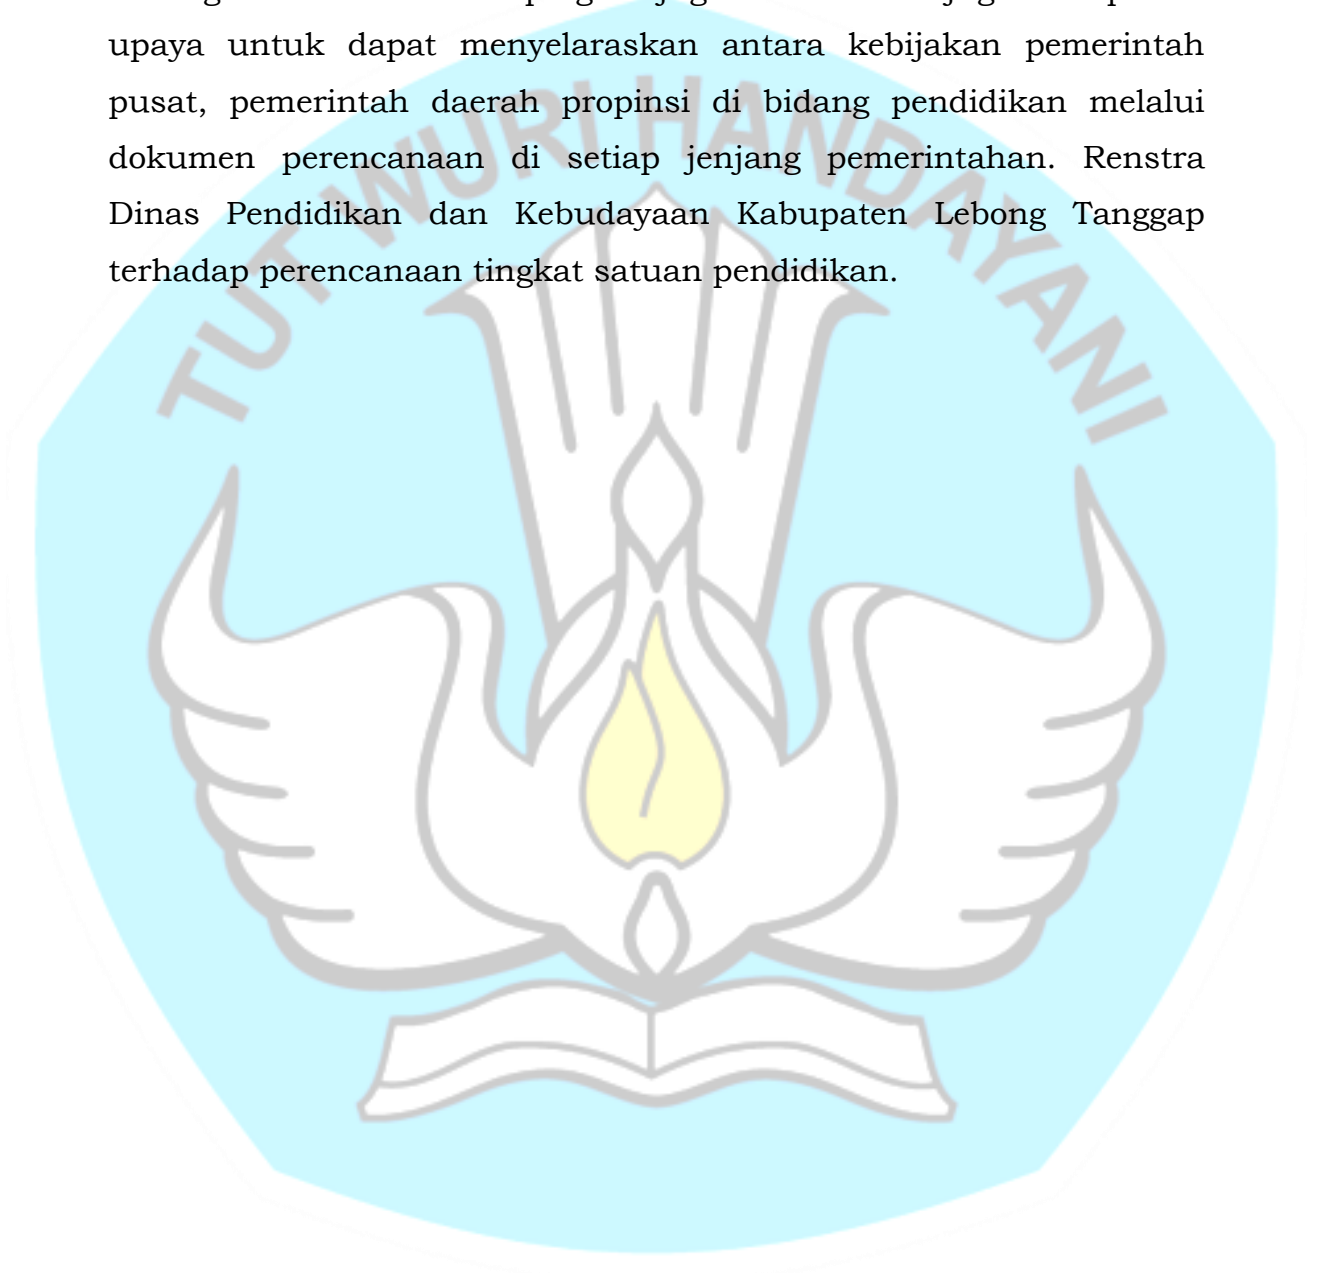 upaya untuk dapat menyelaraskan antara kebijakan pemerintah
pusat, pemerintah daerah propinsi di bidang pendidikan melalui
dokumen perencanaan di setiap jenjang pemerintahan. Renstra
Dinas Pendidikan dan Kebudayaan Kabupaten Lebong Tanggap
terhadap perencanaan tingkat satuan pendidikan.
TUT WURI HANDAYANI